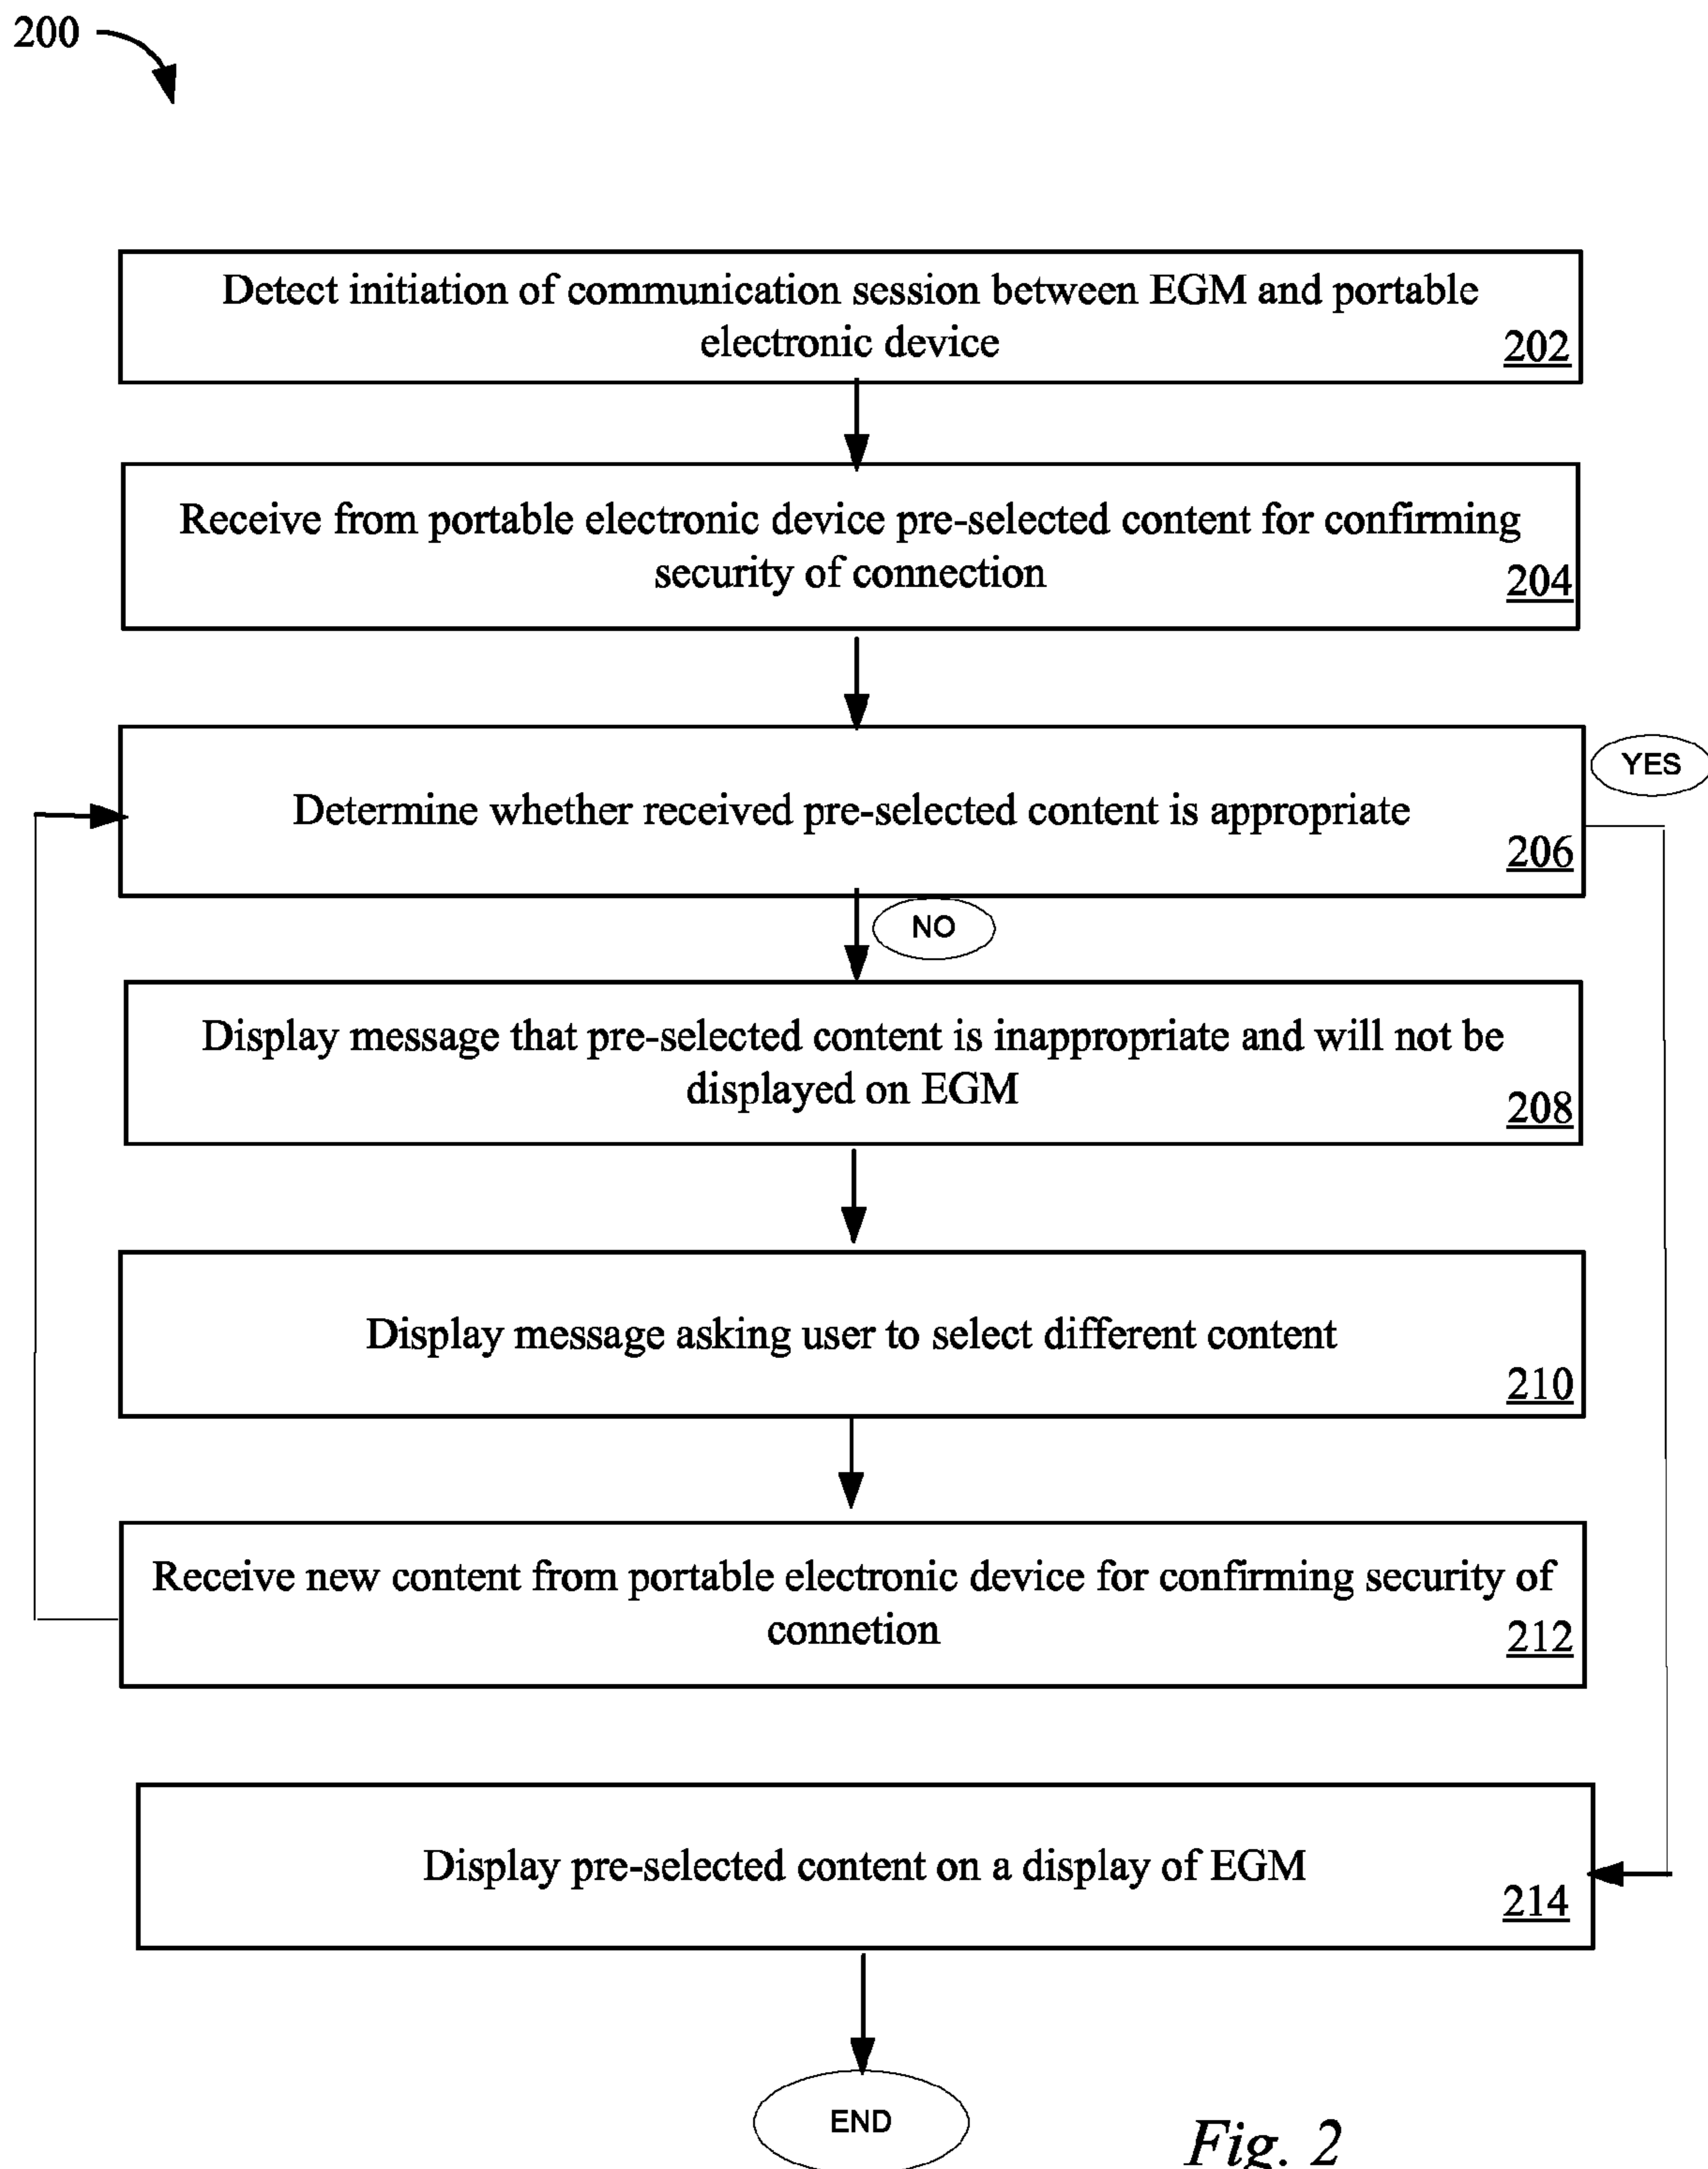 200
Detect initiation of communication session between EGM and portable
electronic device
202
Receive from portable electronic device pre-selected content for confirming
security of connection
204
YES
Determine whether received pre-selected content is appropriate
206
NO
Display message that pre-selected content is inappropriate and will not be
displayed on EGM
208
Display message asking user to select different content
210
Receive new content from portable electronic device for confirming security of
connetion
212
Display pre-selected content on a display of EGM
214
END
Fig. 2